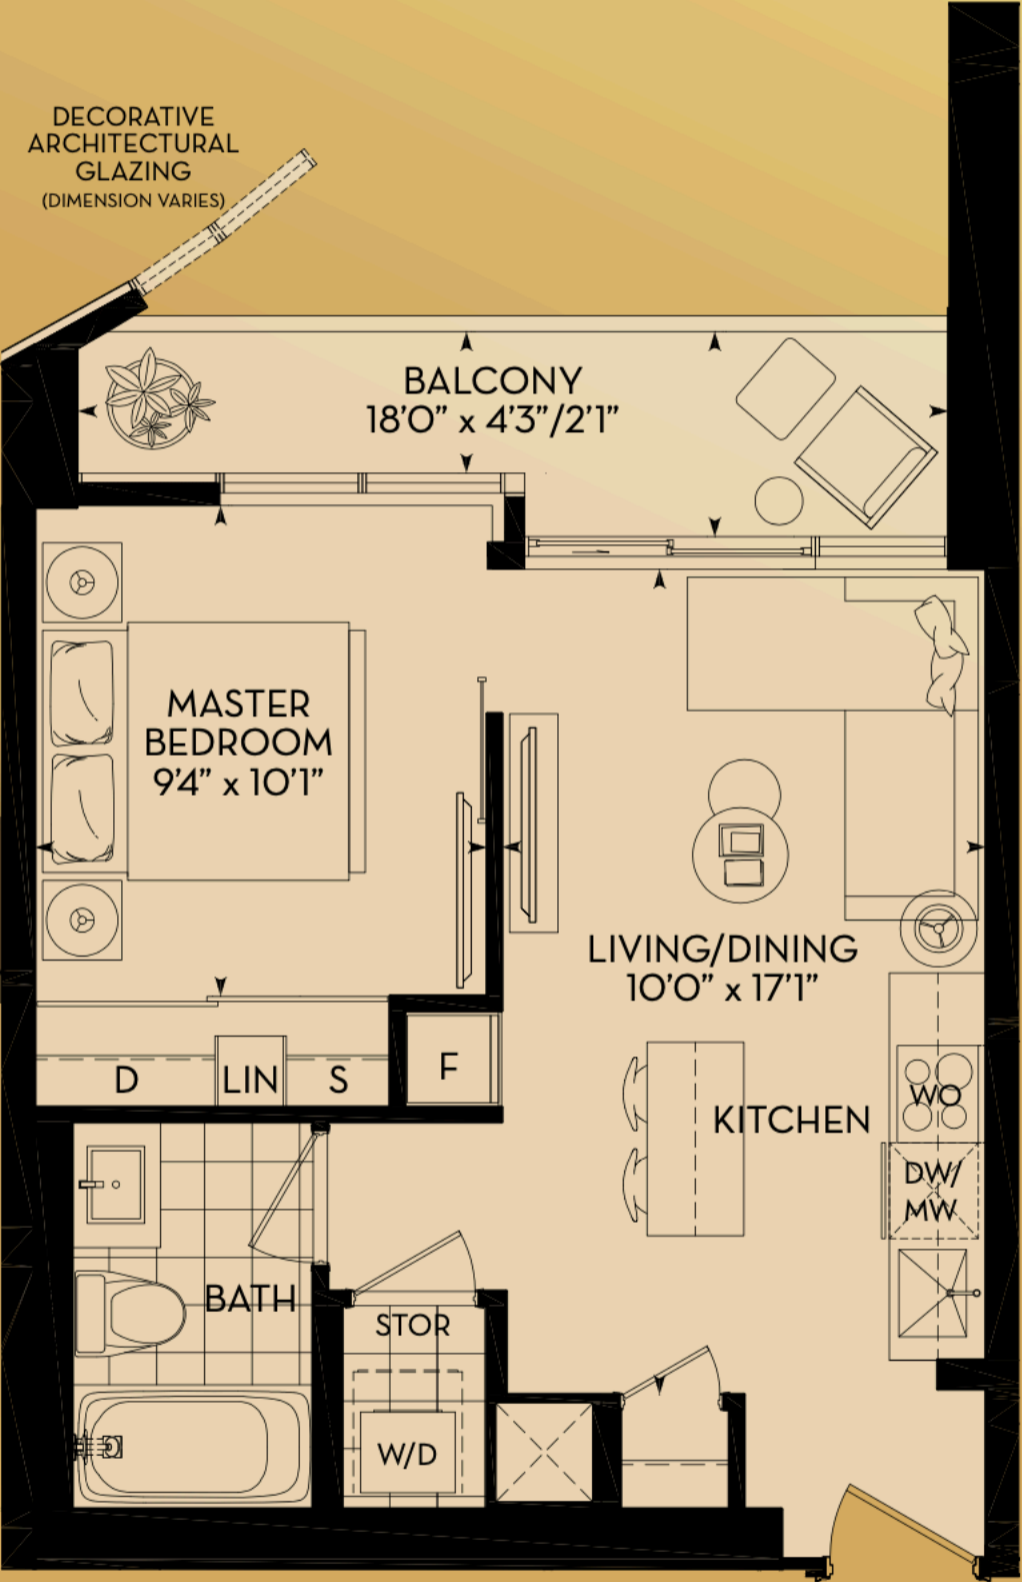 DECORATIVE
ARCHITECTURAL
GLAZING
(DIMENSION VARIES)
BALCONY
18'0" x 4'3"/2'1"
MASTER
BEDROOM
9'4" x 10'1"
LIVING/DINING
10'0" x 17'1"
D
LIN
S
F
KITCHEN
WO
DW/
MW
BATH
STOR
W/D